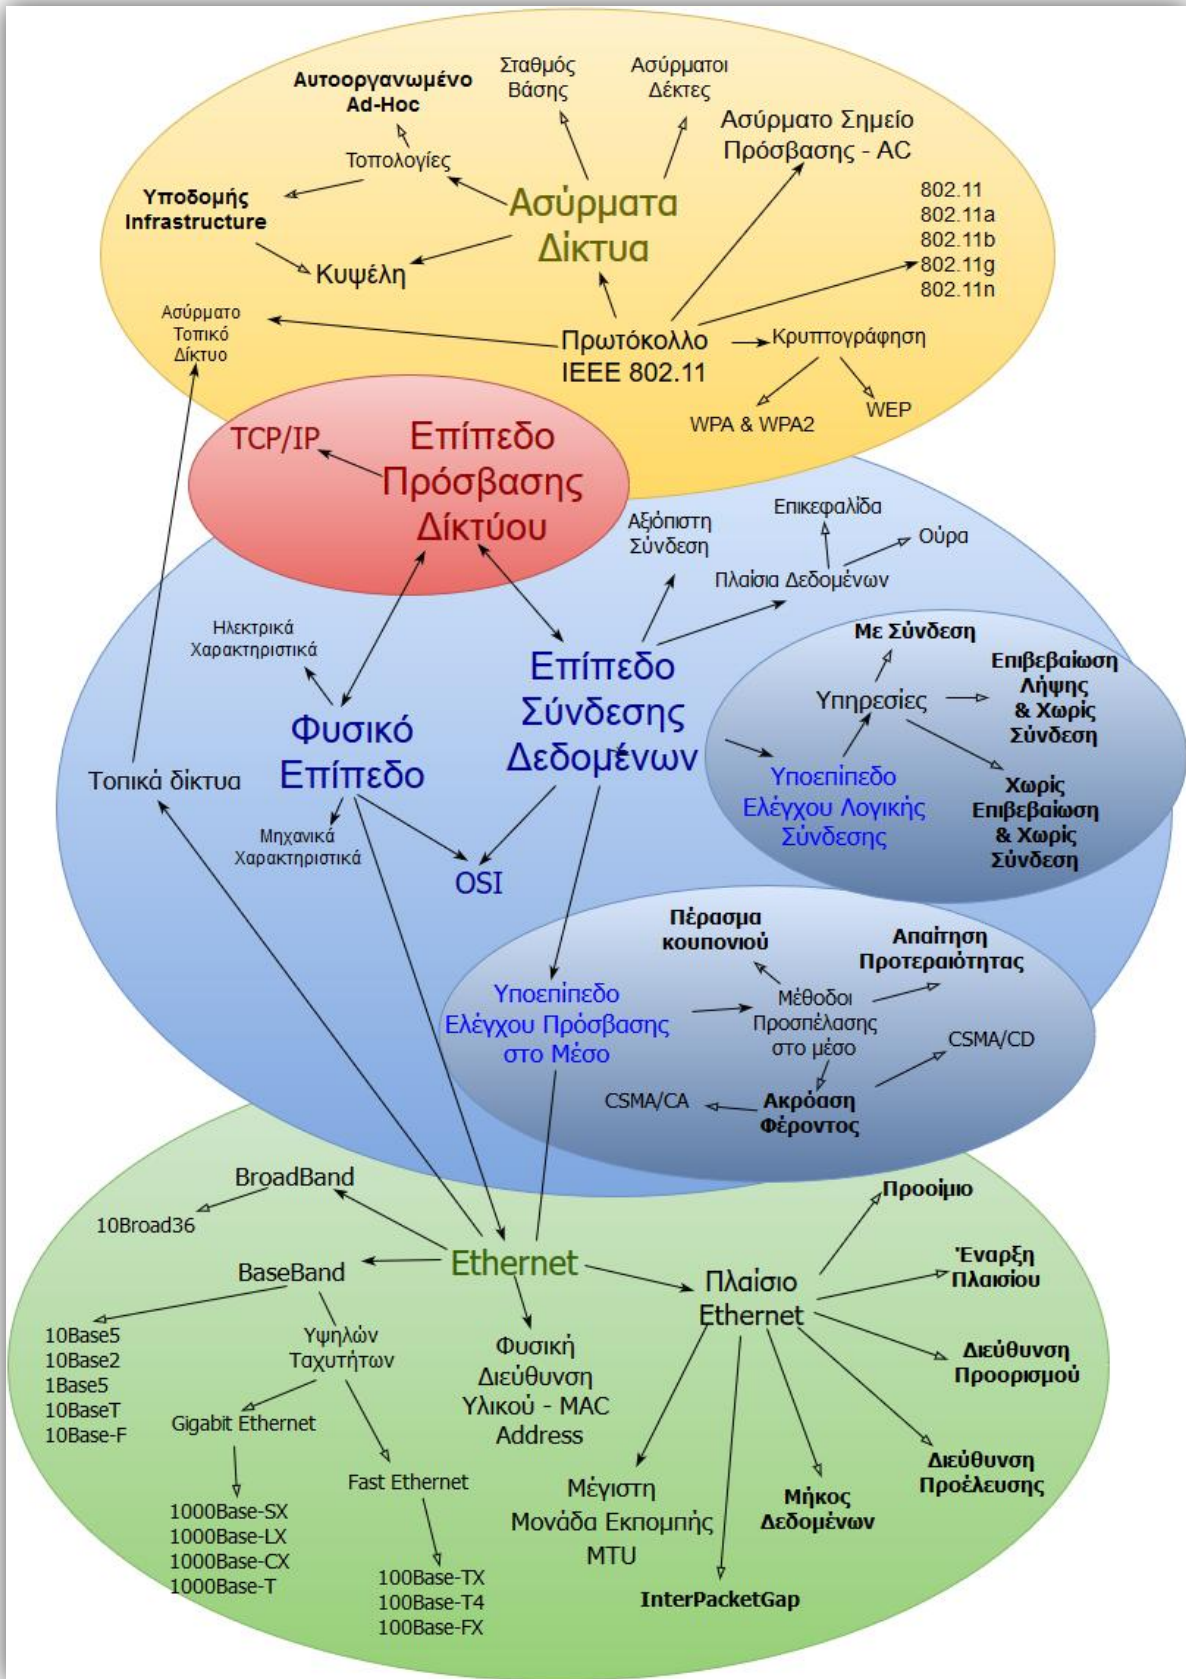 Αυτοοργανωμένο
Ad-Hoc
Σταθμός
Βάσης
Ασύρματοι
Δέκτες
Ασύρματο Σημείο
Πρόσβασης - AC
Τοπολογίες
Υποδομής
Infrastructure
Ασύρματα
Δίκτυα
802.11
802.11a
802.11b
802.11g
802.11n
Κυψέλη
Ασύρματο
Τοπικό
Δίκτυο
Πρωτόκολλο
IEEE 802.11
Κρυπτογράφηση
WPA & WPA2
WEP
TCP/IP
Επίπεδο
Πρόσβασης
Δικτύου
Αξιόπιστη
Σύνδεση
Επικεφαλίδα
Ούρα
Πλαίσια Δεδομένων
Ηλεκτρικά
Χαρακτηριστικά
Επίπεδο
Σύνδεσης
Δεδομένων
Με Σύνδεση
Υπηρεσίες
Επιβεβαίωση
Λήψης
& Χωρίς
Σύνδεση
Φυσικό
Επίπεδο
Τοπικά δίκτυα
Υποεπίπεδο
Ελέγχου Λογικής
Σύνδεσης
Χωρίς
Επιβεβαίωση
& Χωρίς
Σύνδεση
Μηχανικά
Χαρακτηριστικά
OSI
Πέρασμα
κουπονιού
Απαίτηση
Προτεραιότητας
Υποεπίπεδο
Ελέγχου Πρόσβασης
στο Μέσο
Μέθοδοι
Προσπέλασης
στο μέσο
CSMA/CD
CSMA/CA
Ακρόαση
Φέροντος
BroadBand
10Broad36
Προοίμιο
Ethernet
BaseBand
Πλαίσιο
Ethernet
Έναρξη
Πλαισίου
10Base5
10Base2
1Base5
10BaseT
10Base-F
Υψηλών
Ταχυτήτων
Φυσική
Διεύθυνση
Υλικού - MAC
Address
Διεύθυνση
Προορισμού
Gigabit Ethernet
Fast Ethernet
Διεύθυνση
Προέλευσης
Μέγιστη
Μονάδα Εκπομπής
MTU
Μήκος
Δεδομένων
1000Base-SX
1000Base-LX
1000Base-CX
1000Base-T
100Base-TX
100Base-T4
100Base-FX
InterPacketGap